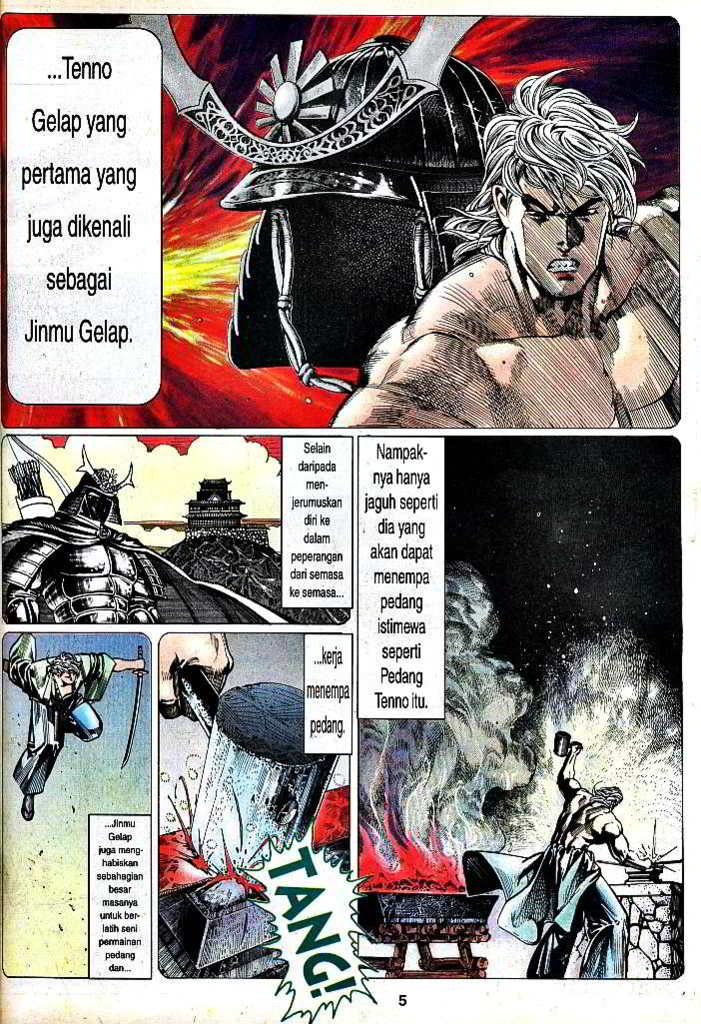 ...Tenno
Gelap yang
pertama yang
juga dikenali
sebagai
Jinmu Gelap.
Selain
daripada
men-
jerumuskan
diri ke
dalam
peperangan
dari semasa
ke semasa...
...Jinmu
Gelap
juga meng-
habiskan
sebahagian
besar
masanya
untuk ber-
latih seni
permainan
pedang
dan...
...kerja
menempa
pedang.
TANG!
Nampak-
nya hanya
jaguh seperti
dia yang
akan dapat
menempa
pedang
istimewa
seperti
Pedang
Tenno itu.
5